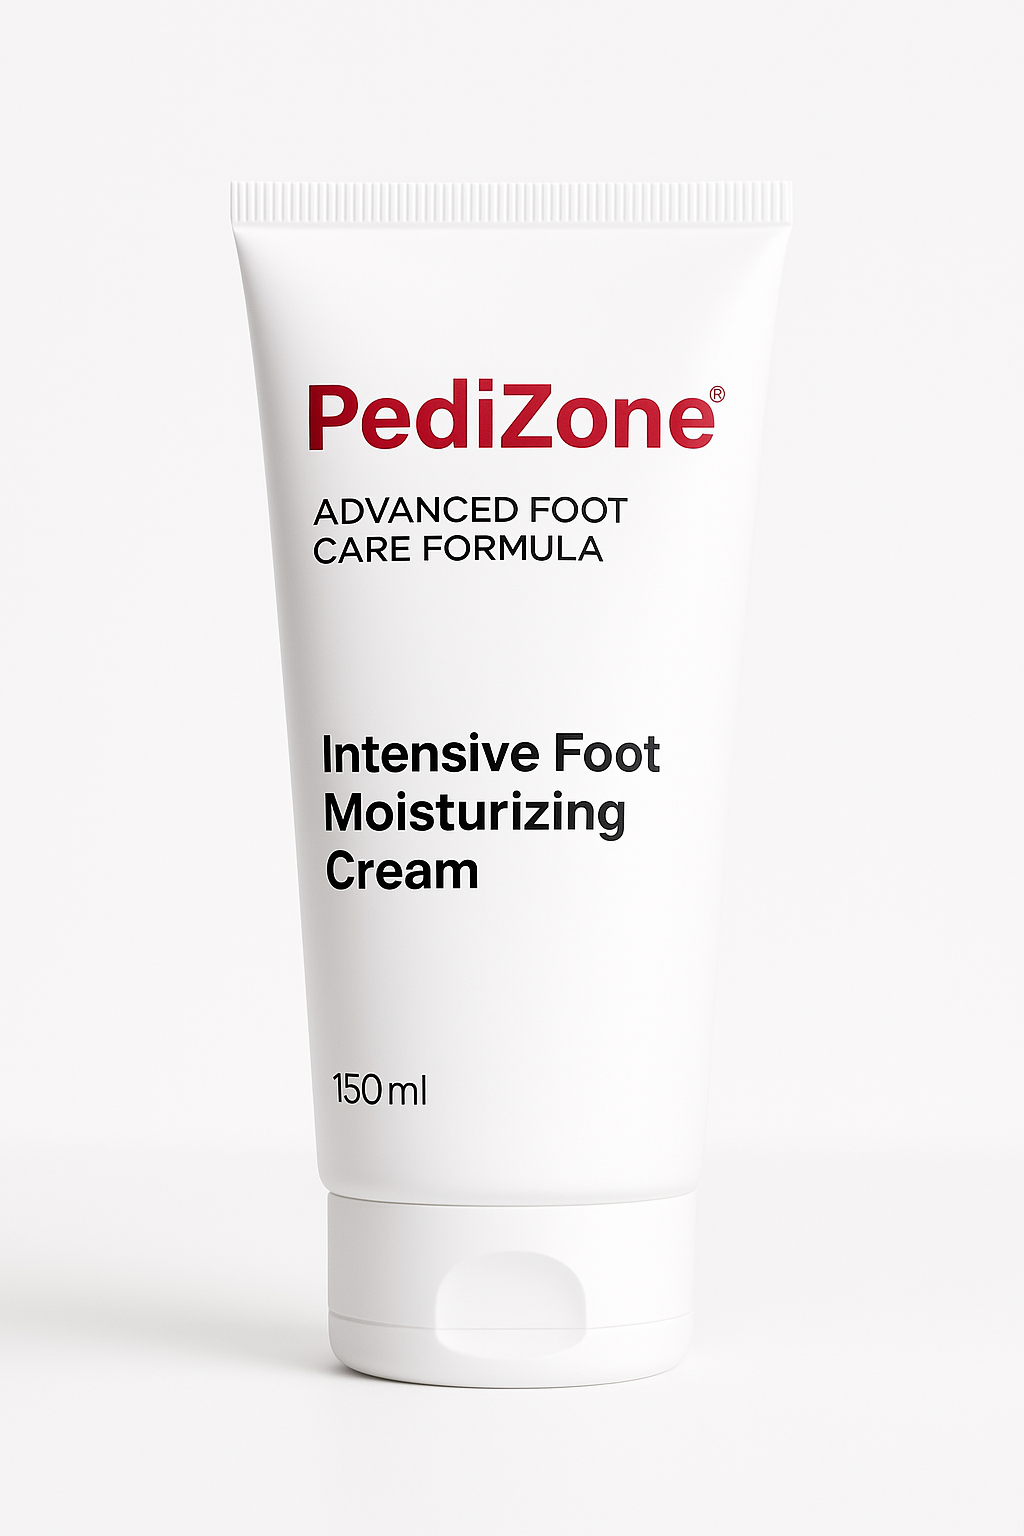 PediZone®
ADVANCED FOOT
CARE FORMULA
Intensive Foot
Moisturizing
Cream
150 ml